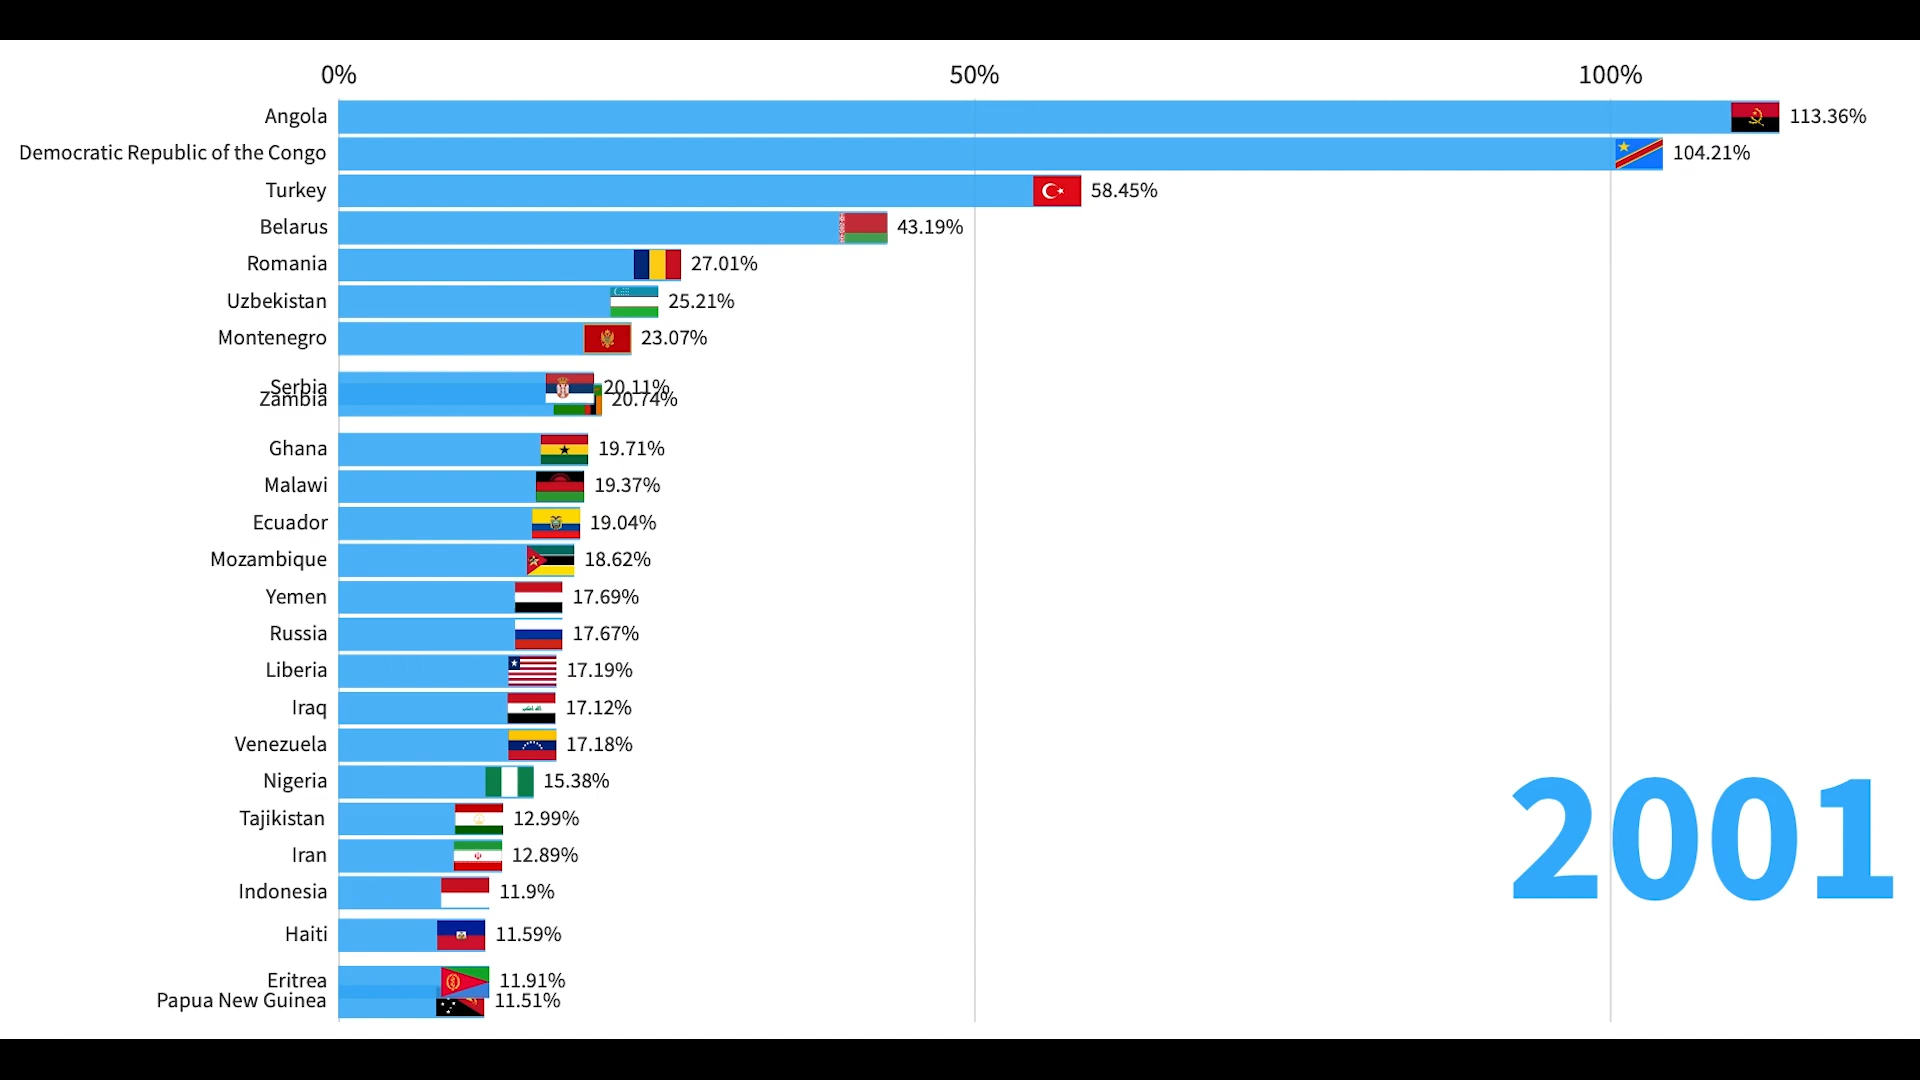 0% 50% 100%
Angola 113.36%
Democratic Republic of the Congo 104.21%
Turkey 58.45%
Belarus 43.19%
Romania 27.01%
Uzbekistan 25.21%
Montenegro 23.07%
Serbia 20.11%
Zambia 20.74%
Ghana 19.71%
Malawi 19.37%
Ecuador 19.04%
Mozambique 18.62%
Yemen 17.69%
Russia 17.67%
Liberia 17.19%
Iraq 17.12%
Venezuela 17.18%
Nigeria 15.38%
Tajikistan 12.99%
Iran 12.89%
Indonesia 11.9%
Haiti 11.59%
Eritrea 11.91%
Papua New Guinea 11.51%
2001